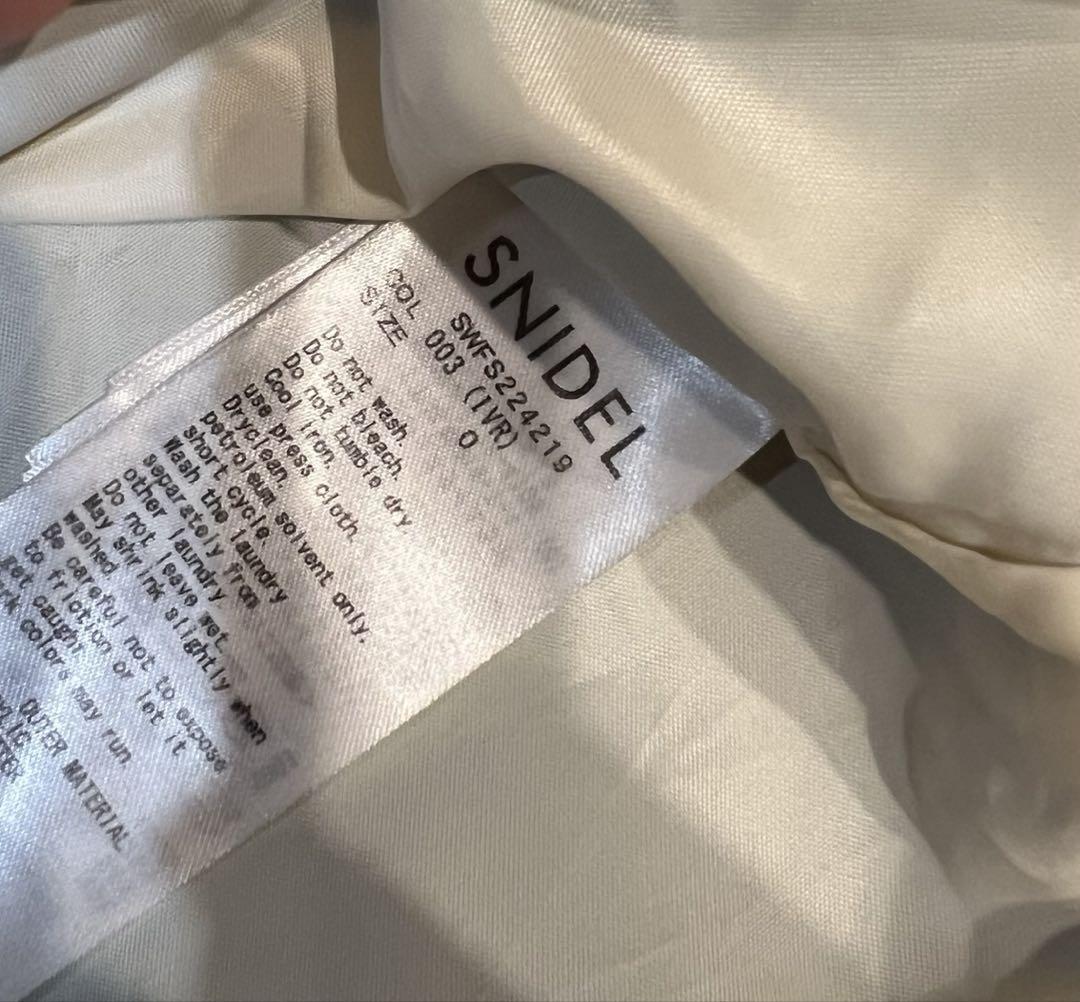 SNIDEL
SWFS224219
COL 003 (IVR)
SIZE 0
Do not wash.
Do not bleach.
Do not tumble dry
Cool iron.
use press cloth.
Dryclean.
petroleum solvent only.
short cycle.
Wash the laundry
separately from
other laundry
Do not leave wet
washed
May shrink slightly when
Be careful not to expose
to friction or let it
get caught
colors may run
OUTER MATERIAL